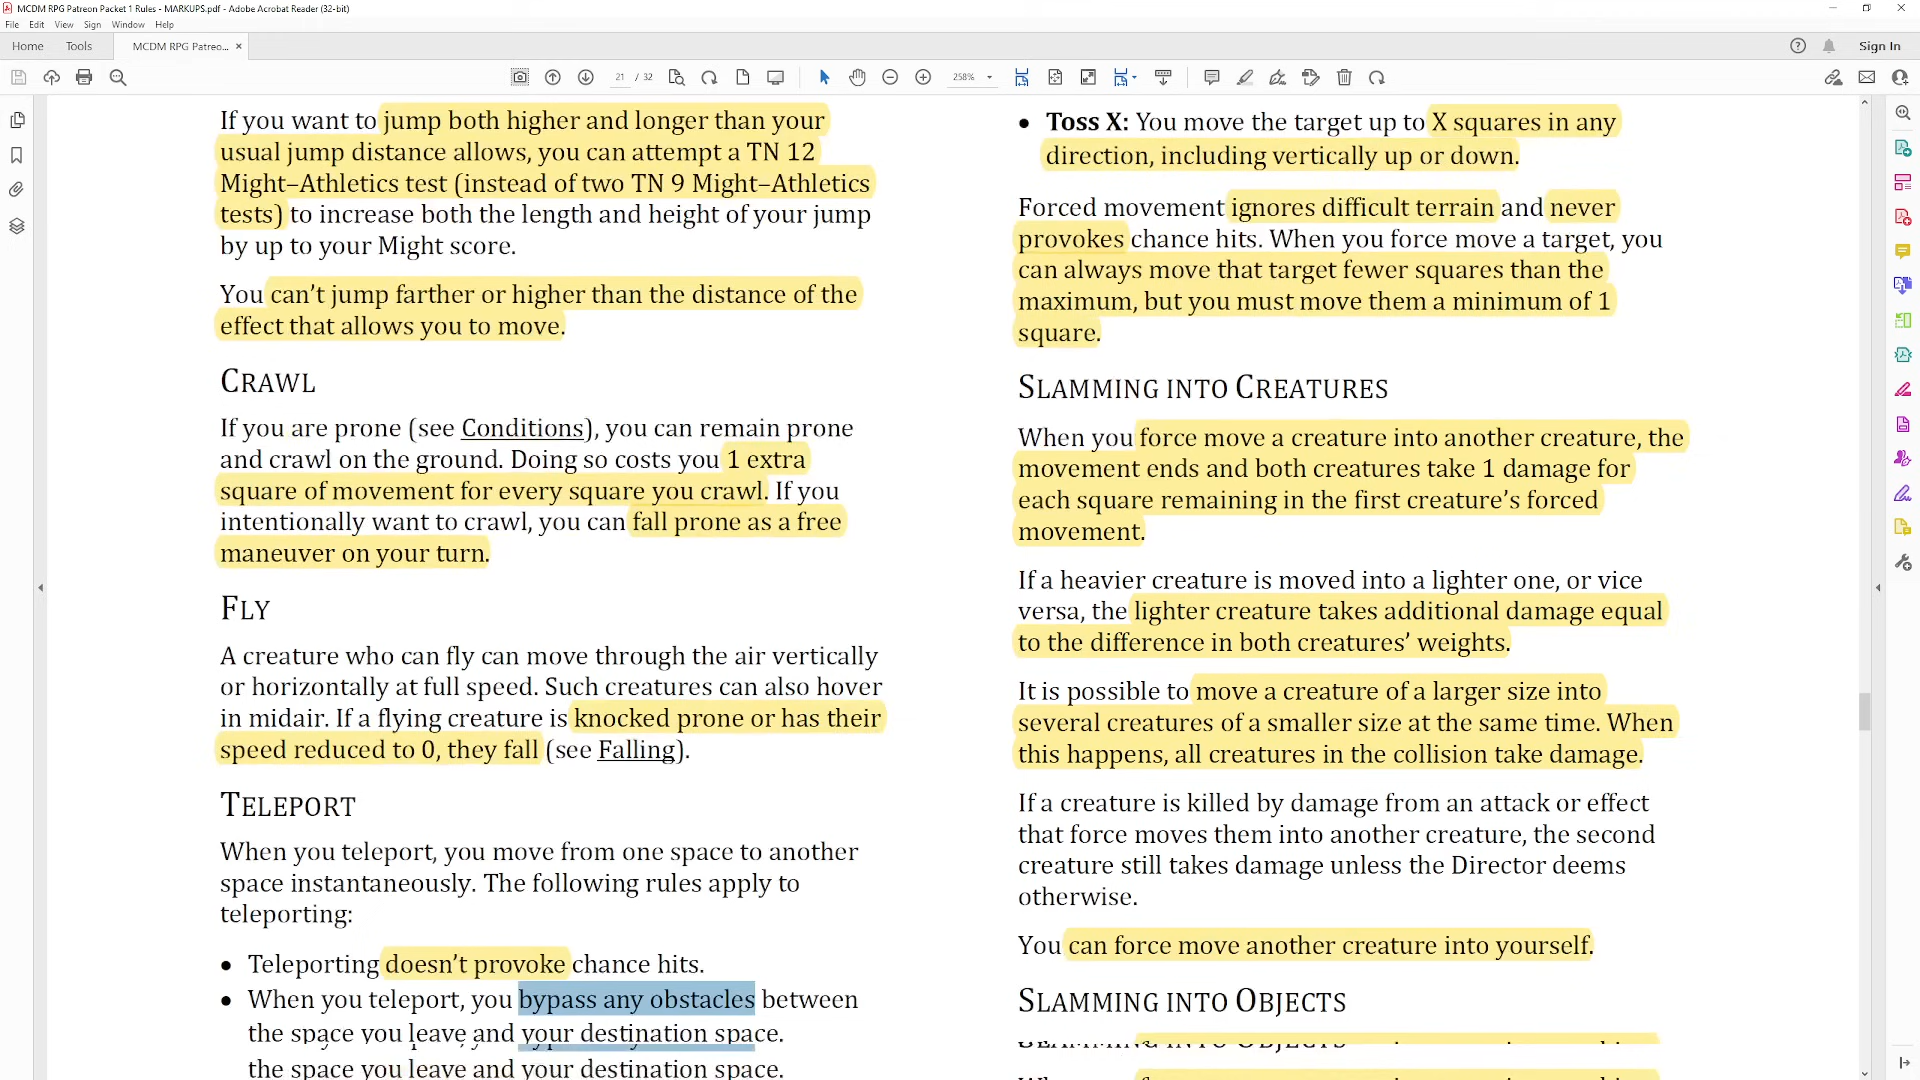 MCDM RPG Patreon Packet 1 Rules - MARKUPS.pdf - Adobe Acrobat Reader (32-bit)
File Edit View Sign Window Help
Home Tools MCDM RPG Patreo... × Sign In
21 / 32 258%
If you want to jump both higher and longer than your
usual jump distance allows, you can attempt a TN 12
Might–Athletics test (instead of two TN 9 Might–Athletics
tests) to increase both the length and height of your jump
by up to your Might score.
You can’t jump farther or higher than the distance of the
effect that allows you to move.
CRAWL
If you are prone (see Conditions), you can remain prone
and crawl on the ground. Doing so costs you 1 extra
square of movement for every square you crawl. If you
intentionally want to crawl, you can fall prone as a free
maneuver on your turn.
FLY
A creature who can fly can move through the air vertically
or horizontally at full speed. Such creatures can also hover
in midair. If a flying creature is knocked prone or has their
speed reduced to 0, they fall (see Falling).
TELEPORT
When you teleport, you move from one space to another
space instantaneously. The following rules apply to
teleporting:
• Teleporting doesn’t provoke chance hits.
• When you teleport, you bypass any obstacles between
the space you leave and your destination space.
the space you leave and your destination space.
• Toss X: You move the target up to X squares in any
direction, including vertically up or down.
Forced movement ignores difficult terrain and never
provokes chance hits. When you force move a target, you
can always move that target fewer squares than the
maximum, but you must move them a minimum of 1
square.
SLAMMING INTO CREATURES
When you force move a creature into another creature, the
movement ends and both creatures take 1 damage for
each square remaining in the first creature’s forced
movement.
If a heavier creature is moved into a lighter one, or vice
versa, the lighter creature takes additional damage equal
to the difference in both creatures’ weights.
It is possible to move a creature of a larger size into
several creatures of a smaller size at the same time. When
this happens, all creatures in the collision take damage.
If a creature is killed by damage from an attack or effect
that force moves them into another creature, the second
creature still takes damage unless the Director deems
otherwise.
You can force move another creature into yourself.
SLAMMING INTO OBJECTS